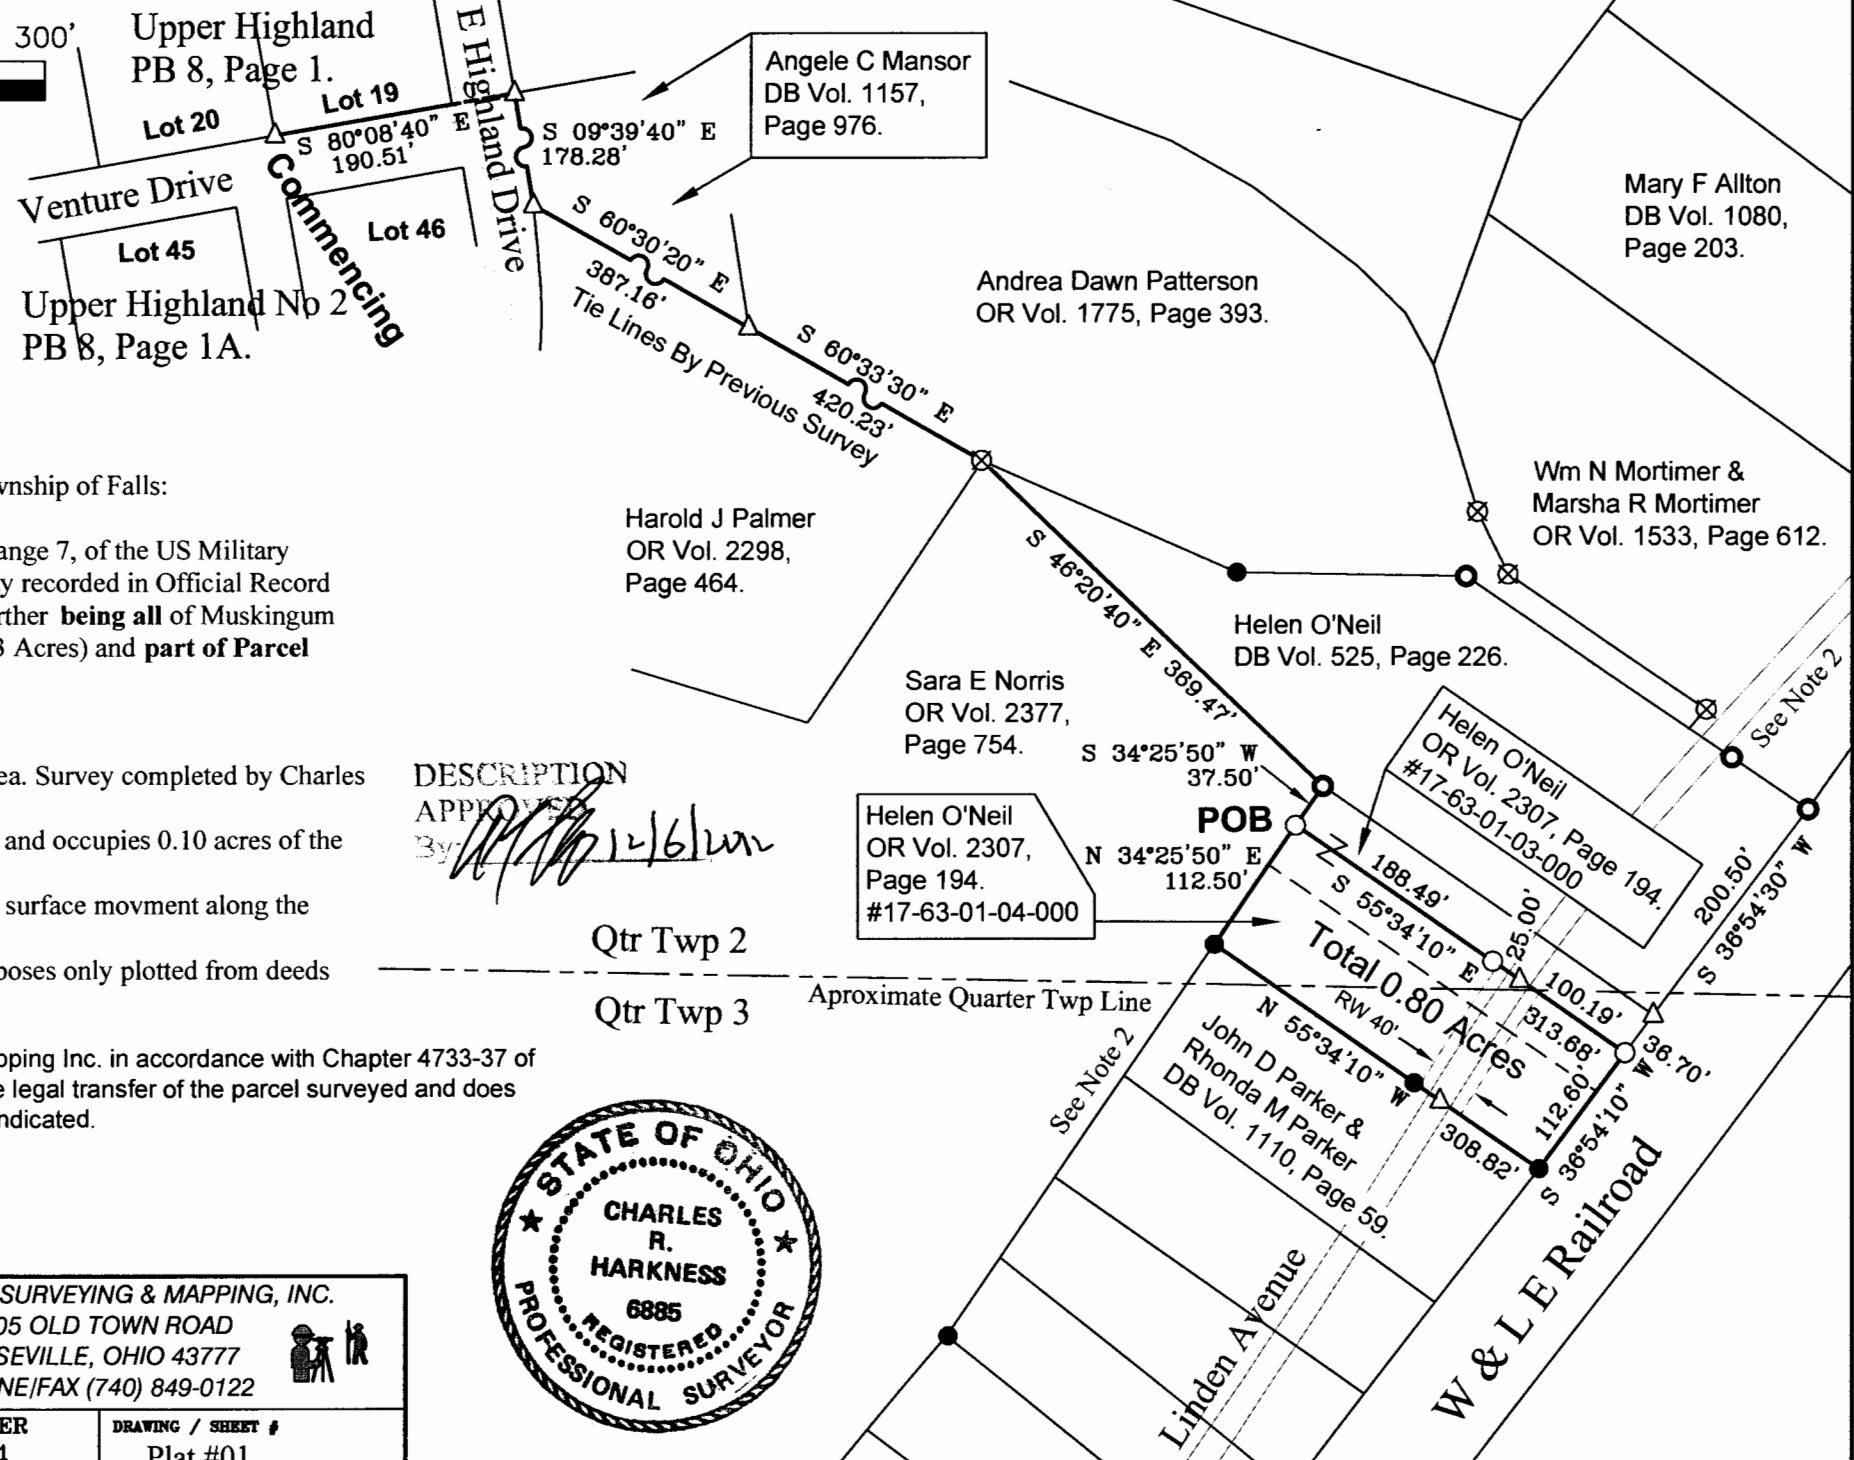 300'
Upper Highland
PB 8, Page 1.
E Highland Drive
Lot 20
Lot 19
S 80°08'40" E
190.51'
S 09°39'40" E
178.28'
Angele C Mansor
DB Vol. 1157,
Page 976.
Venture Drive
Commencing
Lot 45
Lot 46
Upper Highland No 2
PB 8, Page 1A.
S 60°30'20" E
387.16'
Tie Lines By Previous Survey
S 60°33'30" E
420.23'
Andrea Dawn Patterson
OR Vol. 1775, Page 393.
Mary F Allton
DB Vol. 1080,
Page 203.
Wm N Mortimer &
Marsha R Mortimer
OR Vol. 1533, Page 612.
Harold J Palmer
OR Vol. 2298,
Page 464.
S 46°20'40" E 369.47'
Helen O'Neil
DB Vol. 525, Page 226.
See Note 2
Sara E Norris
OR Vol. 2377,
Page 754.
S 34°25'50" W
37.50'
POB
N 34°25'50" E
112.50'
Helen O'Neil
OR Vol. 2307, Page 194.
#17-63-01-03-000
Helen O'Neil
OR Vol. 2307,
Page 194.
#17-63-01-04-000
188.49'
S 55°34'10" E
25.00'
100.19'
313.68'
200.50'
S 36°54'30" W
36.70'
Total 0.80 Acres
RW 40'
N 55°34'10" W
308.82'
112.60'
S 36°54'10" W
Qtr Twp 2
Qtr Twp 3
Aproximate Quarter Twp Line
See Note 2
John D Parker &
Rhonda M Parker
DB Vol. 1110, Page 59.
Linden Avenue
W & L E Railroad
wnship of Falls:
ange 7, of the US Military
y recorded in Official Record
rther being all of Muskingum
3 Acres) and part of Parcel
ea. Survey completed by Charles
and occupies 0.10 acres of the
surface movment along the
poses only plotted from deeds
pping Inc. in accordance with Chapter 4733-37 of
e legal transfer of the parcel surveyed and does
ndicated.
DESCRIPTION
APPROVED
By: 12/6/2012
STATE OF OHIO
CHARLES
R.
HARKNESS
6885
REGISTERED
PROFESSIONAL SURVEYOR
SURVEYING & MAPPING, INC.
05 OLD TOWN ROAD
SEVILLE, OHIO 43777
NE/FAX (740) 849-0122
ER
DRAWING / SHEET #
Plat #01